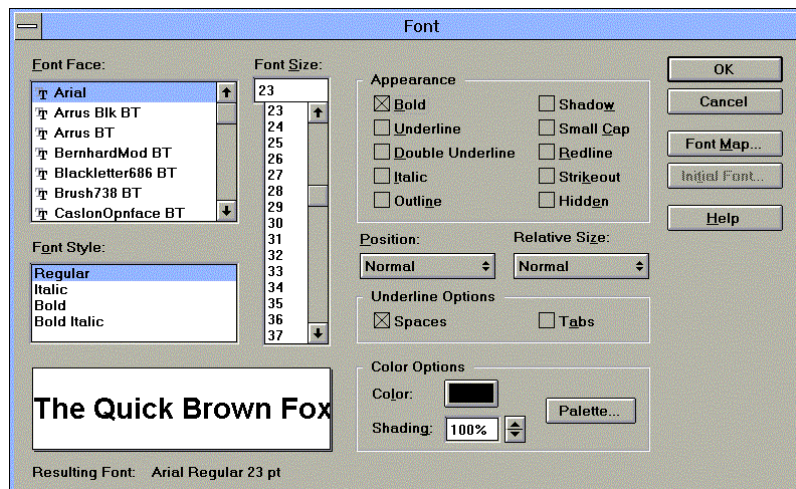 Font
Font Face:
Arial
Arrus Blk BT
Arrus BT
BernhardMod BT
Blackletter686 BT
Brush738 BT
CaslonOpnface BT
Font Size:
23
23
24
25
26
27
28
29
30
31
32
33
34
35
36
37
Font Style:
Regular
Italic
Bold
Bold Italic
The Quick Brown Fox
Resulting Font: Arial Regular 23 pt
Appearance
Bold
Underline
Double Underline
Italic
Outline
Shadow
Small Cap
Redline
Strikeout
Hidden
Position:
Normal
Relative Size:
Normal
Underline Options
Spaces
Tabs
Color Options
Color:
Shading: 100%
Palette...
OK
Cancel
Font Map...
Initial Font...
Help